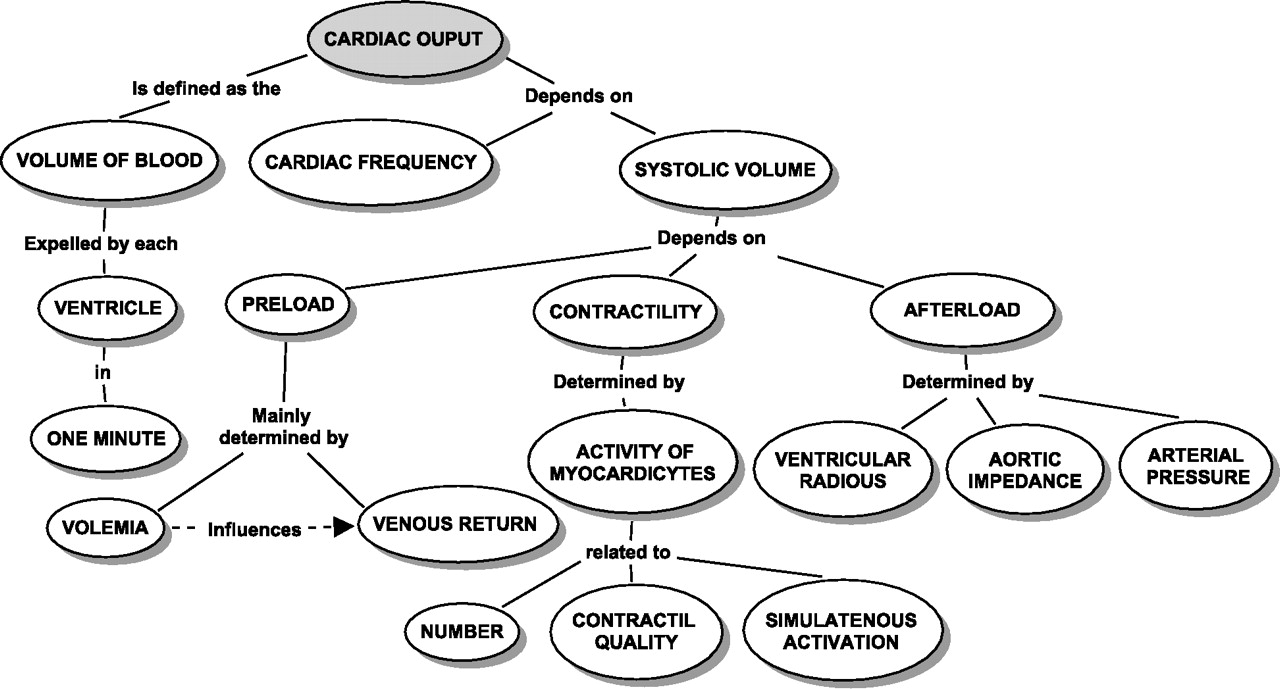 CARDIAC OUPUT
Is defined as the
Depends on
VOLUME OF BLOOD
CARDIAC FREQUENCY
SYSTOLIC VOLUME
Expelled by each
Depends on
VENTRICLE
PRELOAD
CONTRACTILITY
AFTERLOAD
in
Determined by
Determined by
ONE MINUTE
Mainly
determined by
ACTIVITY OF
MYOCARDICYTES
VENTRICULAR
RADIOUS
AORTIC
IMPEDANCE
ARTERIAL
PRESSURE
VOLEMIA
Influences
VENOUS RETURN
related to
NUMBER
CONTRACTIL
QUALITY
SIMULATENOUS
ACTIVATION